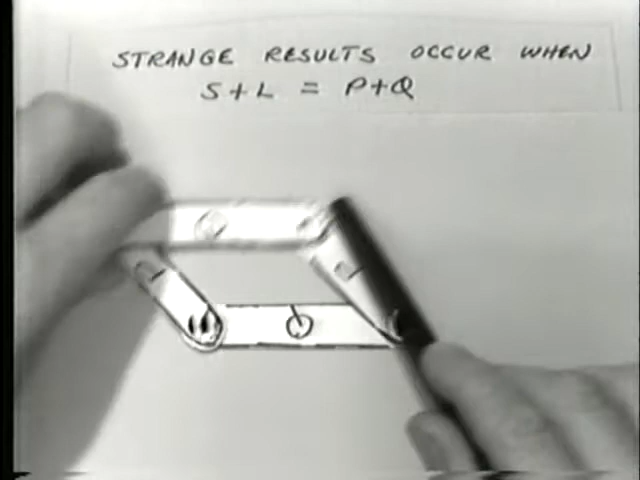 STRANGE RESULTS OCCUR WHEN
S+L = P+Q